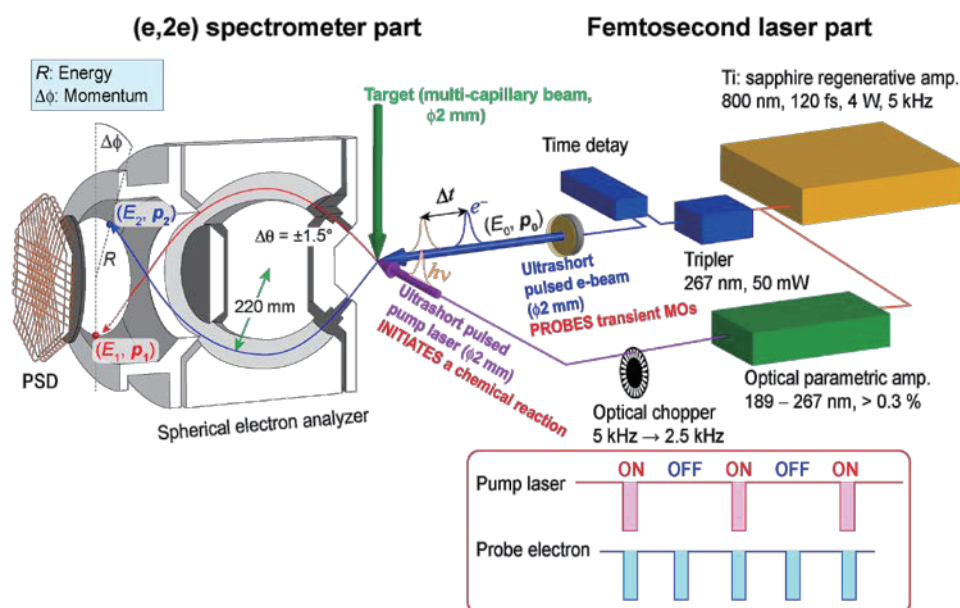 (e,2e) spectrometer part
Femtosecond laser part
R: Energy
Δϕ: Momentum
Target (multi-capillary beam,
ϕ2 mm)
Ti: sapphire regenerative amp.
800 nm, 120 fs, 4 W, 5 kHz
Time detay
Δϕ
Δt
e⁻
(E₀, p₀)
(E₂, p₂)
Δθ = ±1.5°
hν
R
Tripler
267 nm, 50 mW
Ultrashort
pulsed e-beam
(ϕ2 mm)
PROBES transient MOs
220 mm
Ultrashort pulsed
pump laser (ϕ2 mm)
INITIATES a chemical reaction
(E₁, p₁)
PSD
Spherical electron analyzer
Optical parametric amp.
189 – 267 nm, > 0.3 %
Optical chopper
5 kHz → 2.5 kHz
ON OFF ON OFF ON
Pump laser
Probe electron